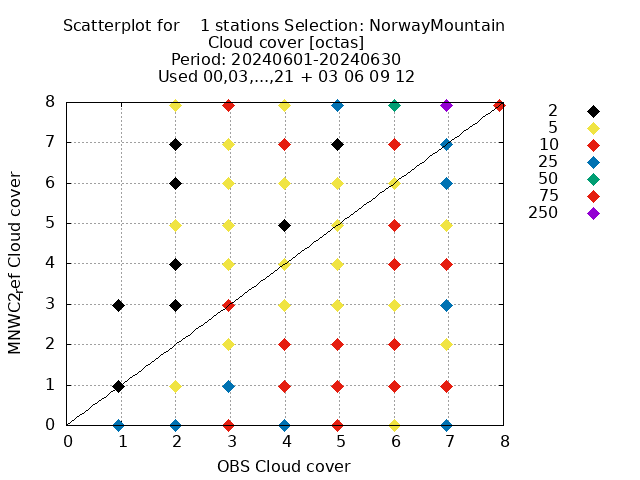 Scatterplot for 1 stations Selection: NorwayMountain
Cloud cover [octas]
Period: 20240601-20240630
Used 00,03,...,21 + 03 06 09 12
8
7
6
5
4
3
2
1
0
0 1 2 3 4 5 6 7 8
OBS Cloud cover
MNWC2ref Cloud cover
2
5
10
25
50
75
250